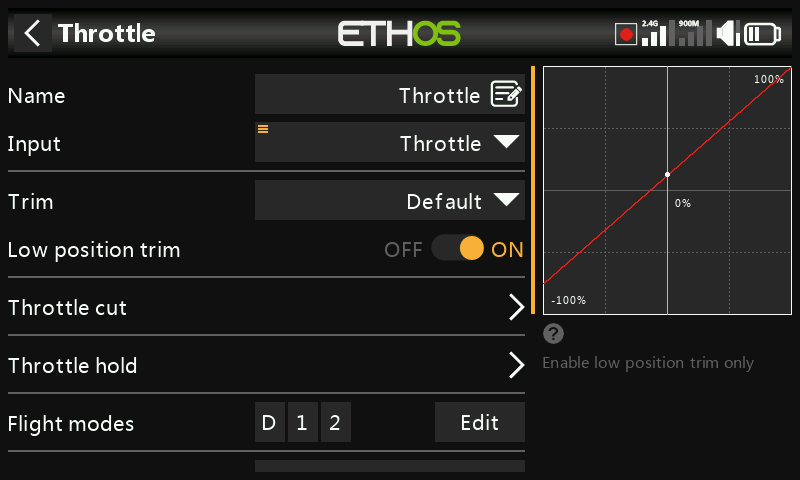 Throttle
ETHOS
2.4G
900M
Name
Throttle
Input
Throttle
Trim
Default
Low position trim
OFF
ON
Throttle cut
Throttle hold
Flight modes
D
1
2
Edit
100%
0%
-100%
?
Enable low position trim only